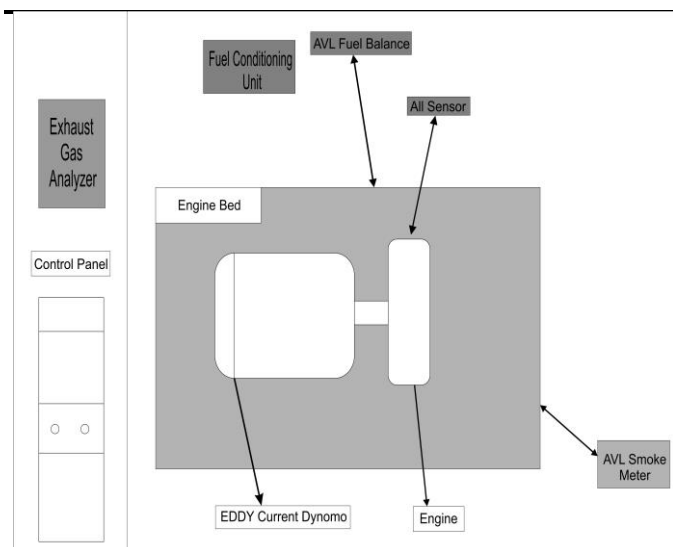 AVL Fuel Balance
Fuel Conditioning
Unit
All Sensor
Exhaust
Gas
Analyzer
Engine Bed
Control Panel
AVL Smoke
Meter
EDDY Current Dynomo
Engine